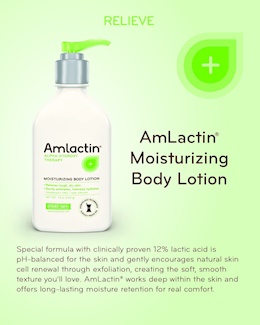 RELIEVE
Amlactin®
ALPHA-HYDROXY
THERAPY
MOISTURIZING BODY LOTION
AmLactin®
Moisturizing
Body Lotion
Special formula with clinically proven 12% lactic acid is
pH-balanced for the skin and gently encourages natural skin
cell renewal through exfoliation, creating the soft, smooth
texture you'll love. AmLactin® works deep within the skin and
offers long-lasting moisture retention for real comfort.